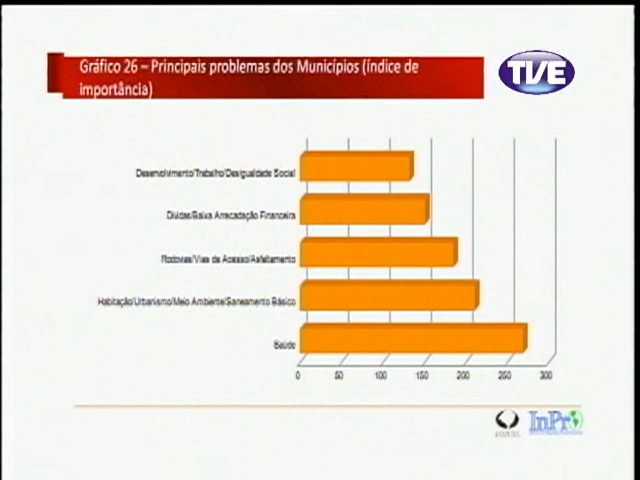 Gráfico 26 – Principais problemas dos Municípios (índice de
importância)
TVE
Desenvolvimento/Trabalho/Desigualdade Social
Dívidas/Baixa Arrecadação Financeira
Rodovias/Vias de Acesso/Asfaltamento
Habitação/Urbanismo/Meio Ambiente/Saneamento Básico
Saúde
0 50 100 150 200 250 300
InPro